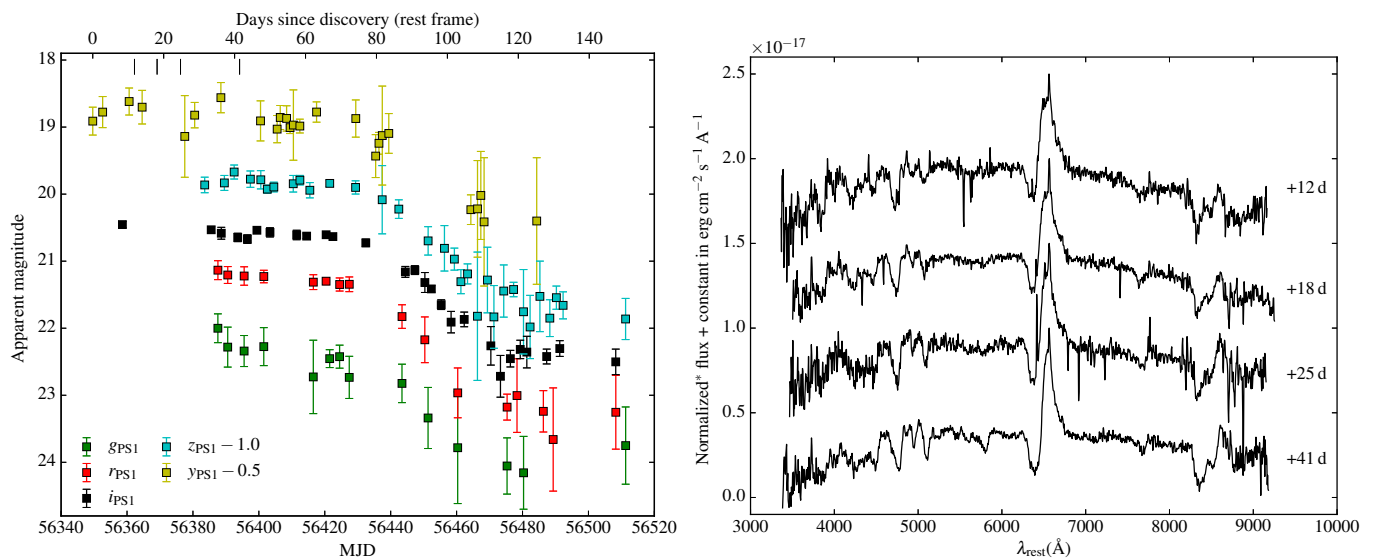 Days since discovery (rest frame)
0 20 40 60 80 100 120 140
18
19
20
21
22
23
24
Apparent magnitude
gPS1
rPS1
iPS1
zPS1 − 1.0
yPS1 − 0.5
56340 56360 56380 56400 56420 56440 56460 56480 56500 56520
MJD
×10−17
2.5
2.0
1.5
1.0
0.5
0.0
Normalized* flux + constant in erg cm−2 s−1 A−1
+12 d
+18 d
+25 d
+41 d
3000 4000 5000 6000 7000 8000 9000 10000
λrest(Å)